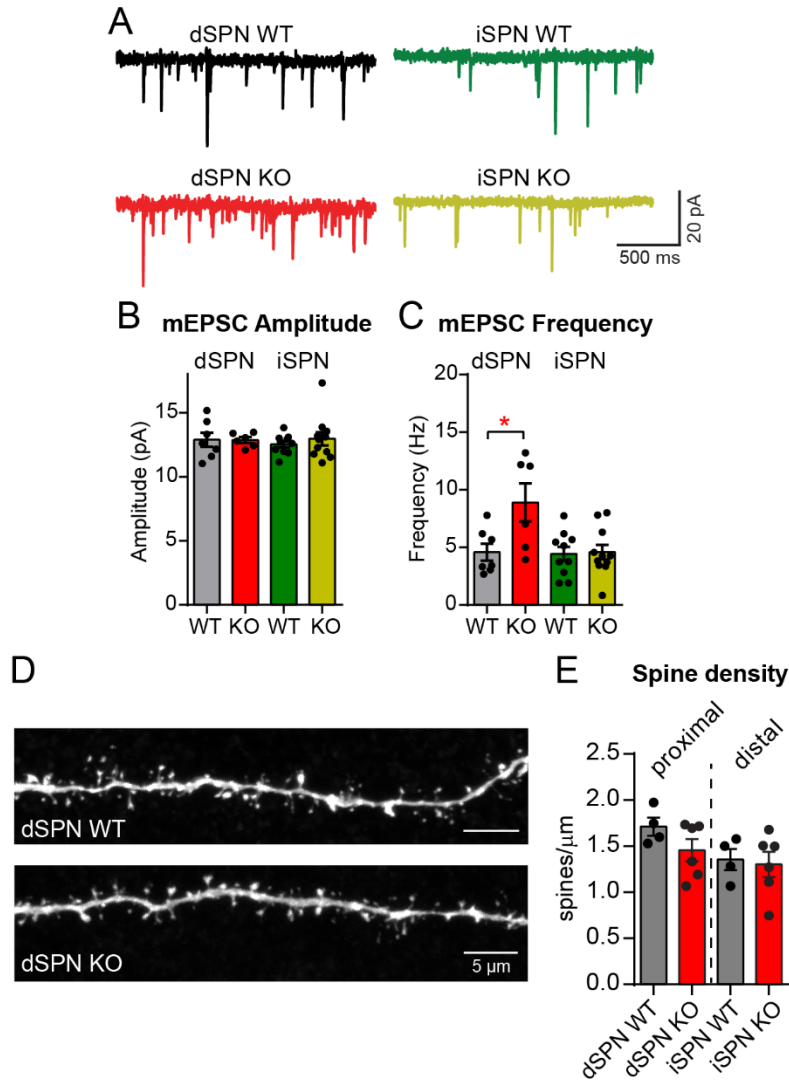 A
dSPN WT
iSPN WT
dSPN KO
iSPN KO
20 pA
500 ms
B mEPSC Amplitude
dSPN iSPN
Amplitude (pA)
15
10
5
0
WT KO WT KO
C mEPSC Frequency
dSPN iSPN
Frequency (Hz)
20
15
10
5
0
*
WT KO WT KO
D
dSPN WT
dSPN KO
5 µm
E Spine density
proximal distal
spines/µm
2.5
2.0
1.5
1.0
0.5
0.0
dSPN WT
dSPN KO
iSPN WT
iSPN KO